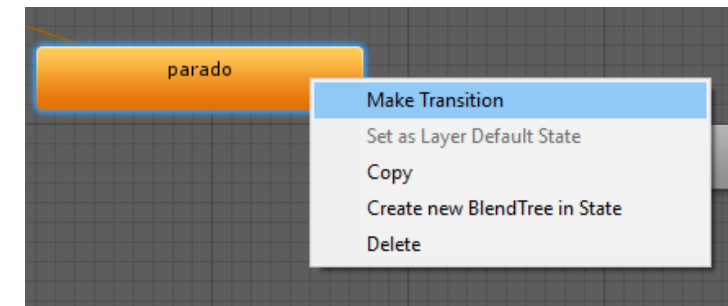 parado
Make Transition
Set as Layer Default State
Copy
Create new BlendTree in State
Delete